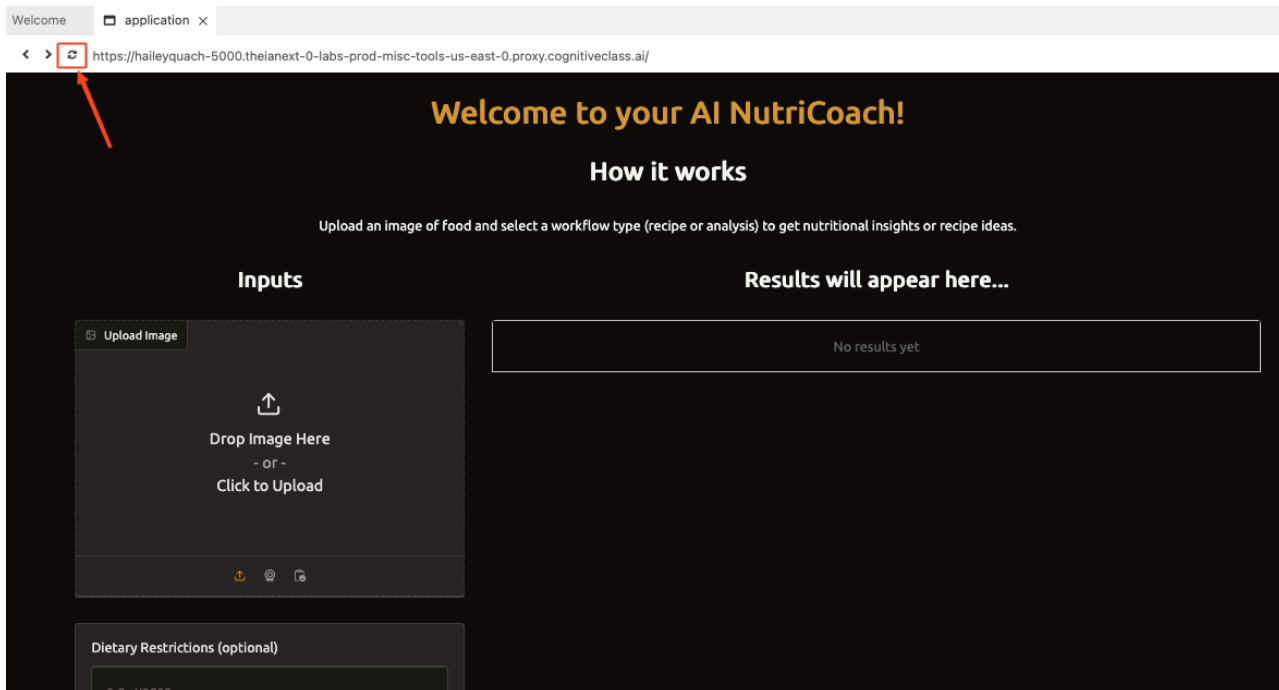 Welcome
application
https://haileyquach-5000.theianext-0-labs-prod-misc-tools-us-east-0.proxy.cognitiveclass.ai/
Welcome to your AI NutriCoach!
How it works
Upload an image of food and select a workflow type (recipe or analysis) to get nutritional insights or recipe ideas.
Inputs
Results will appear here...
Upload Image
No results yet
Drop Image Here
- or -
Click to Upload
Dietary Restrictions (optional)